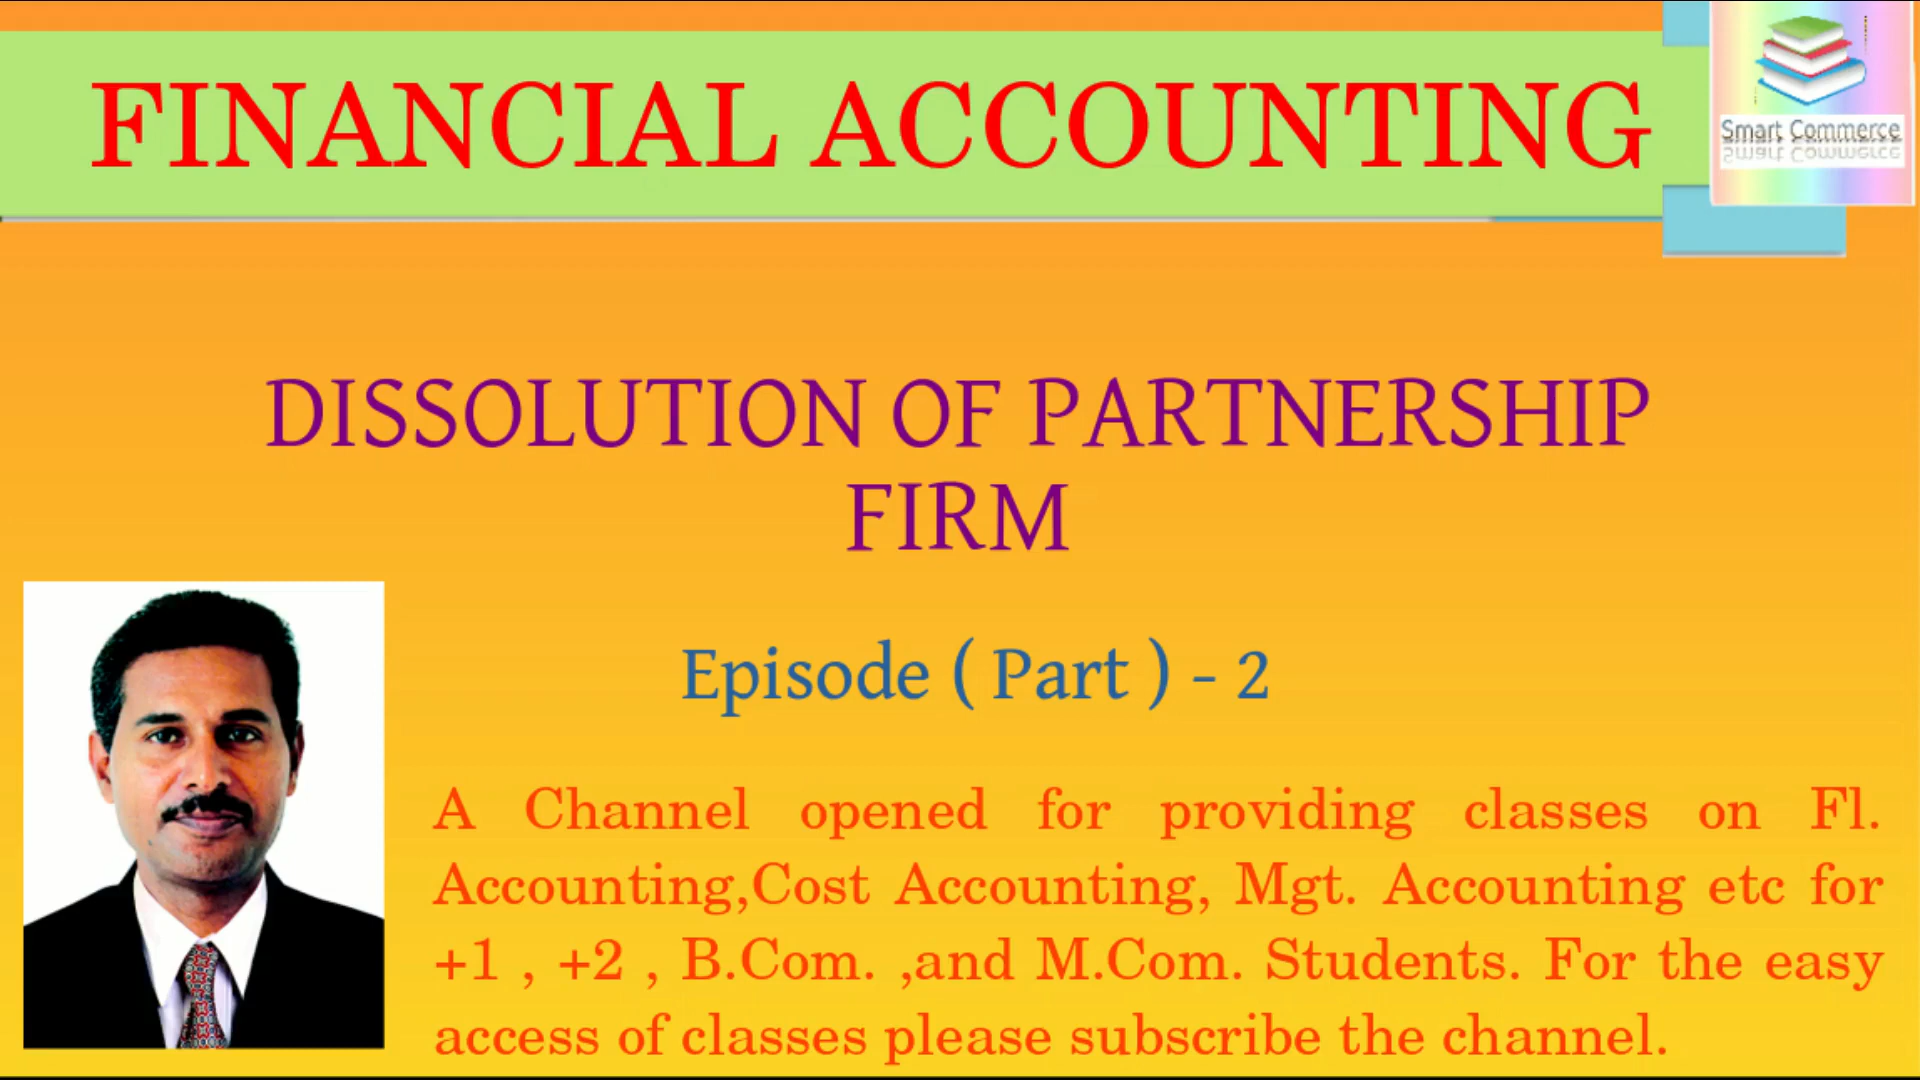 FINANCIAL ACCOUNTING
Smart Commerce
DISSOLUTION OF PARTNERSHIP
FIRM
Episode ( Part ) - 2
A Channel opened for providing classes on Fl.
Accounting,Cost Accounting, Mgt. Accounting etc for
+1 , +2 , B.Com. ,and M.Com. Students. For the easy
access of classes please subscribe the channel.